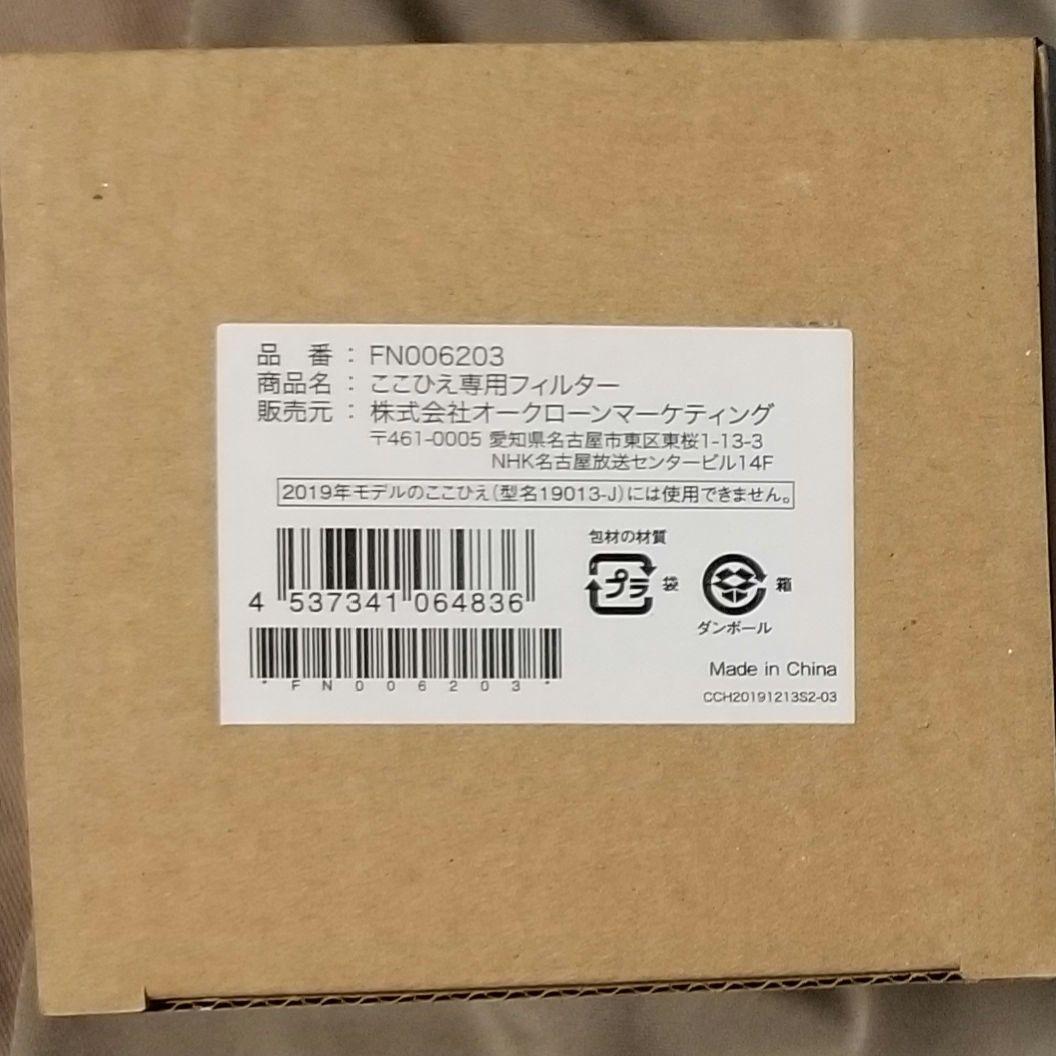 品 番 : FN006203
商品名 : ここひえ専用フィルター
販売元 : 株式会社オークローンマーケティング
〒461-0005 愛知県名古屋市東区東桜1-13-3
NHK名古屋放送センタービル14F
2019年モデルのここひえ(型名19013-J)には使用できません。
包材の材質
プラ 袋 箱
ダンボール
4 537341 064836
* F N 0 0 6 2 0 3 *
Made in China
CCH20191213S2-03